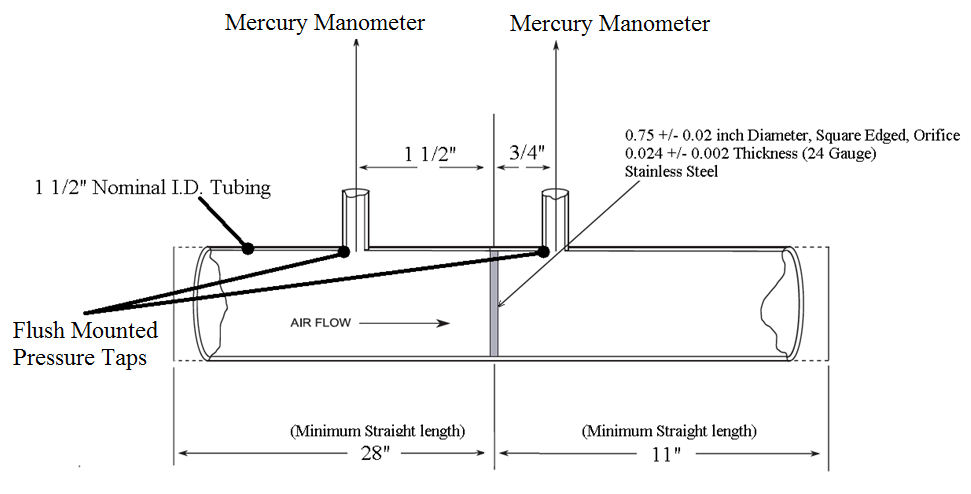 Mercury Manometer
Mercury Manometer
0.75 +/- 0.02 inch Diameter, Square Edged, Orifice
0.024 +/- 0.002 Thickness (24 Gauge)
Stainless Steel
1 1/2"
3/4"
1 1/2" Nominal I.D. Tubing
AIR FLOW
Flush Mounted
Pressure Taps
(Minimum Straight length)
(Minimum Straight length)
28"
11"